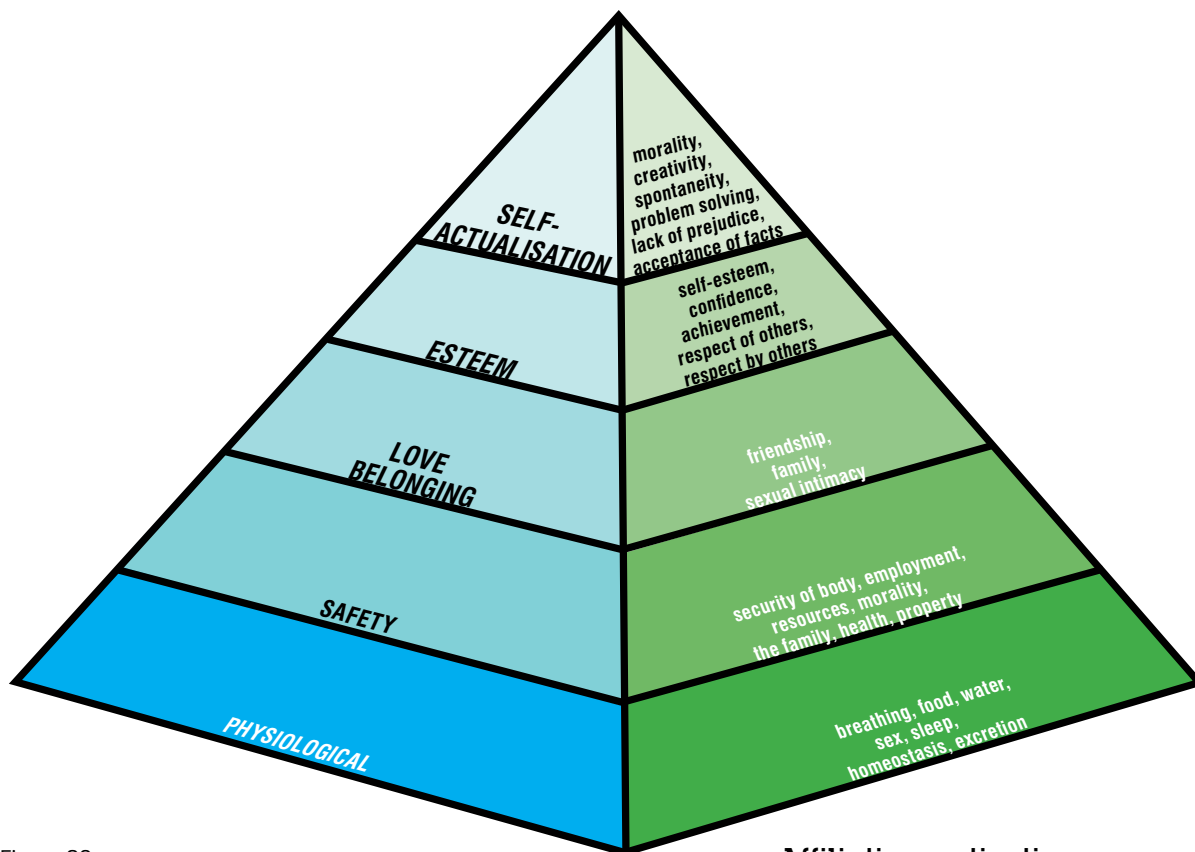 morality,
creativity,
spontaneity,
problem solving,
lack of prejudice,
acceptance of facts
SELF-
ACTUALISATION
self-esteem,
confidence,
achievement,
respect of others,
respect by others
ESTEEM
friendship,
family,
sexual intimacy
LOVE
BELONGING
security of body, employment,
resources, morality,
the family, health, property
SAFETY
breathing, food, water,
sex, sleep,
homeostasis, excretion
PHYSIOLOGICAL